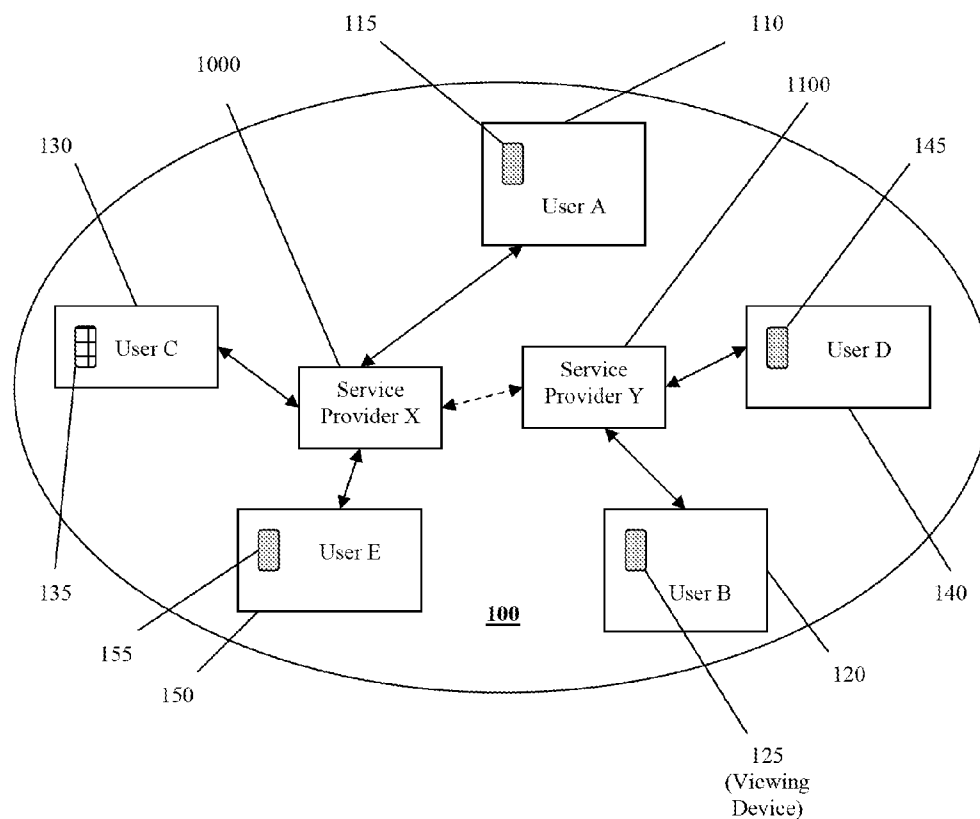 115
110
1000
1100
130
145
User A
User C
User D
Service
Provider X
Service
Provider Y
User E
User B
135
140
155
100
150
120
125
(Viewing
Device)